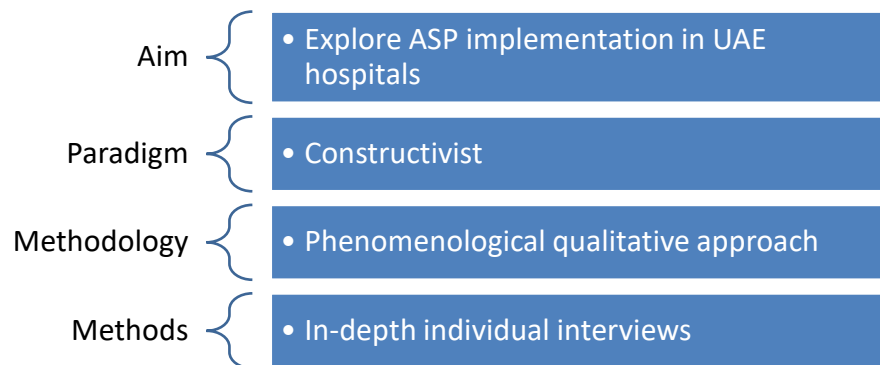 Aim
• Explore ASP implementation in UAE
hospitals
Paradigm
• Constructivist
Methodology
• Phenomenological qualitative approach
Methods
• In-depth individual interviews